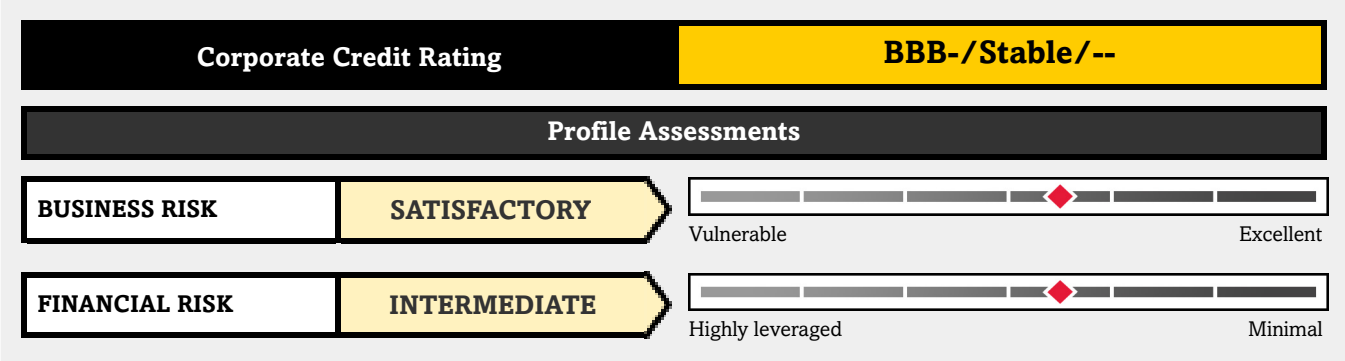 Corporate Credit Rating
BBB-/Stable/--
Profile Assessments
BUSINESS RISK
SATISFACTORY
Vulnerable
Excellent
FINANCIAL RISK
INTERMEDIATE
Highly leveraged
Minimal